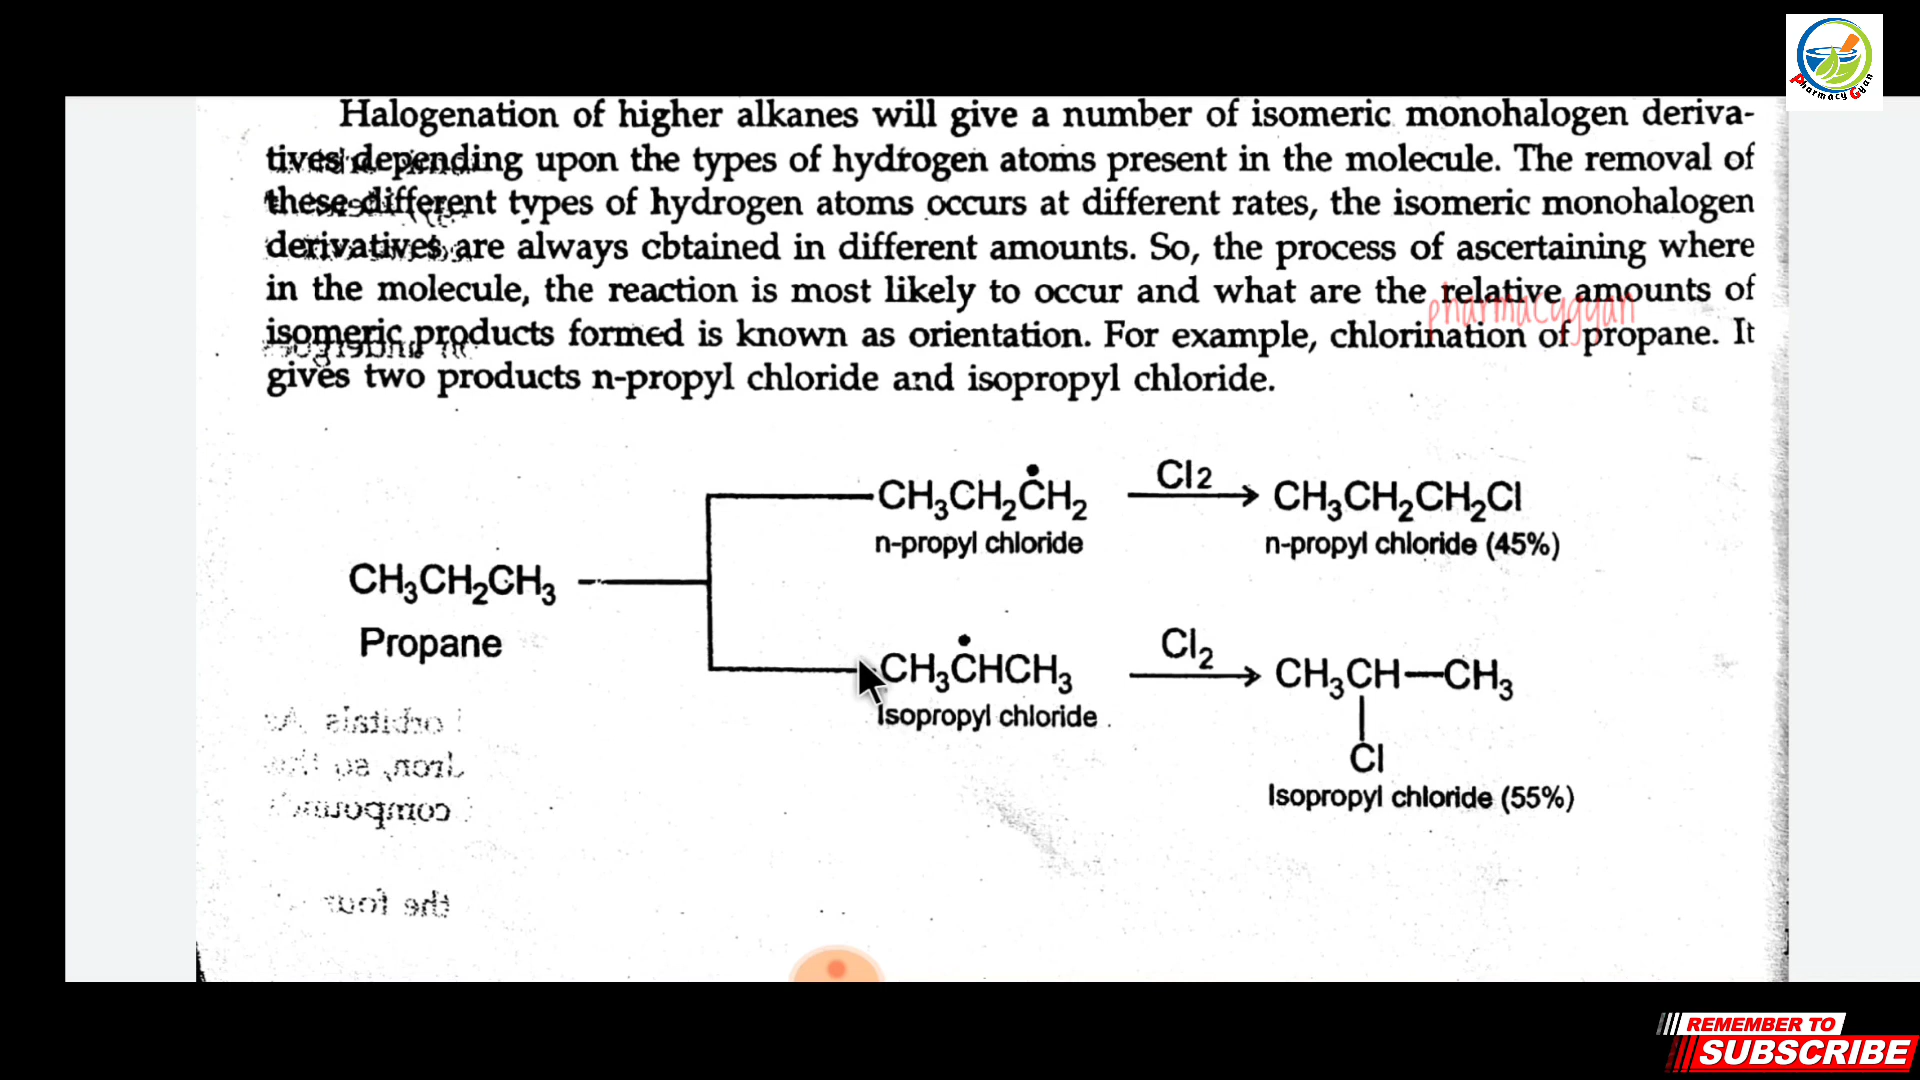 Pharmacy Gyan
Halogenation of higher alkanes will give a number of isomeric monohalogen deriva-
tives depending upon the types of hydrogen atoms present in the molecule. The removal of
these different types of hydrogen atoms occurs at different rates, the isomeric monohalogen
derivatives are always cbtained in different amounts. So, the process of ascertaining where
in the molecule, the reaction is most likely to occur and what are the relative amounts of
pharmacygyan
isomeric products formed is known as orientation. For example, chlorination of propane. It
gives two products n-propyl chloride and isopropyl chloride.
CH₃CH₂ĊH₂ Cl2 CH₃CH₂CH₂Cl
n-propyl chloride n-propyl chloride (45%)
CH₃CH₂CH₃
Propane
CH₃ĊHCH₃ Cl₂ CH₃CH—CH₃
Isopropyl chloride
Cl
Isopropyl chloride (55%)
REMEMBER TO
SUBSCRIBE